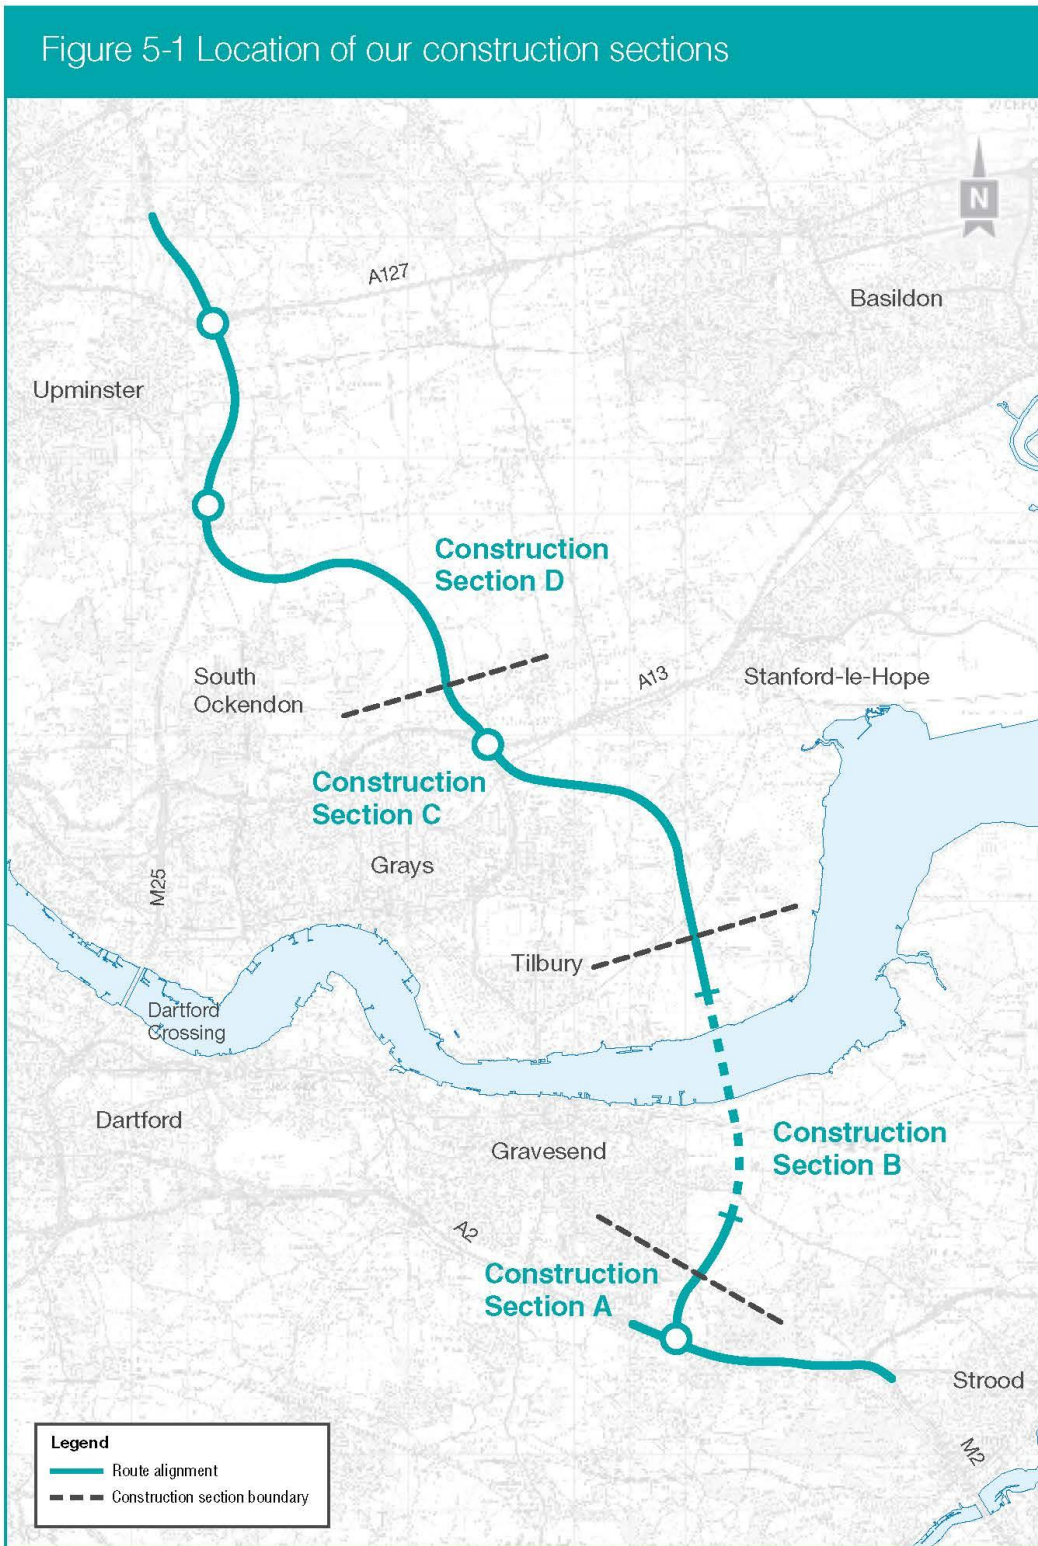 Figure 5-1 Location of our construction sections
N
A127
Basildon
Upminster
Construction
Section D
South
Ockendon
A13
Stanford-le-Hope
Construction
Section C
Grays
M25
Tilbury
Dartford
Crossing
Dartford
Gravesend
Construction
Section B
A2
Construction
Section A
Strood
M2
Legend
Route alignment
Construction section boundary